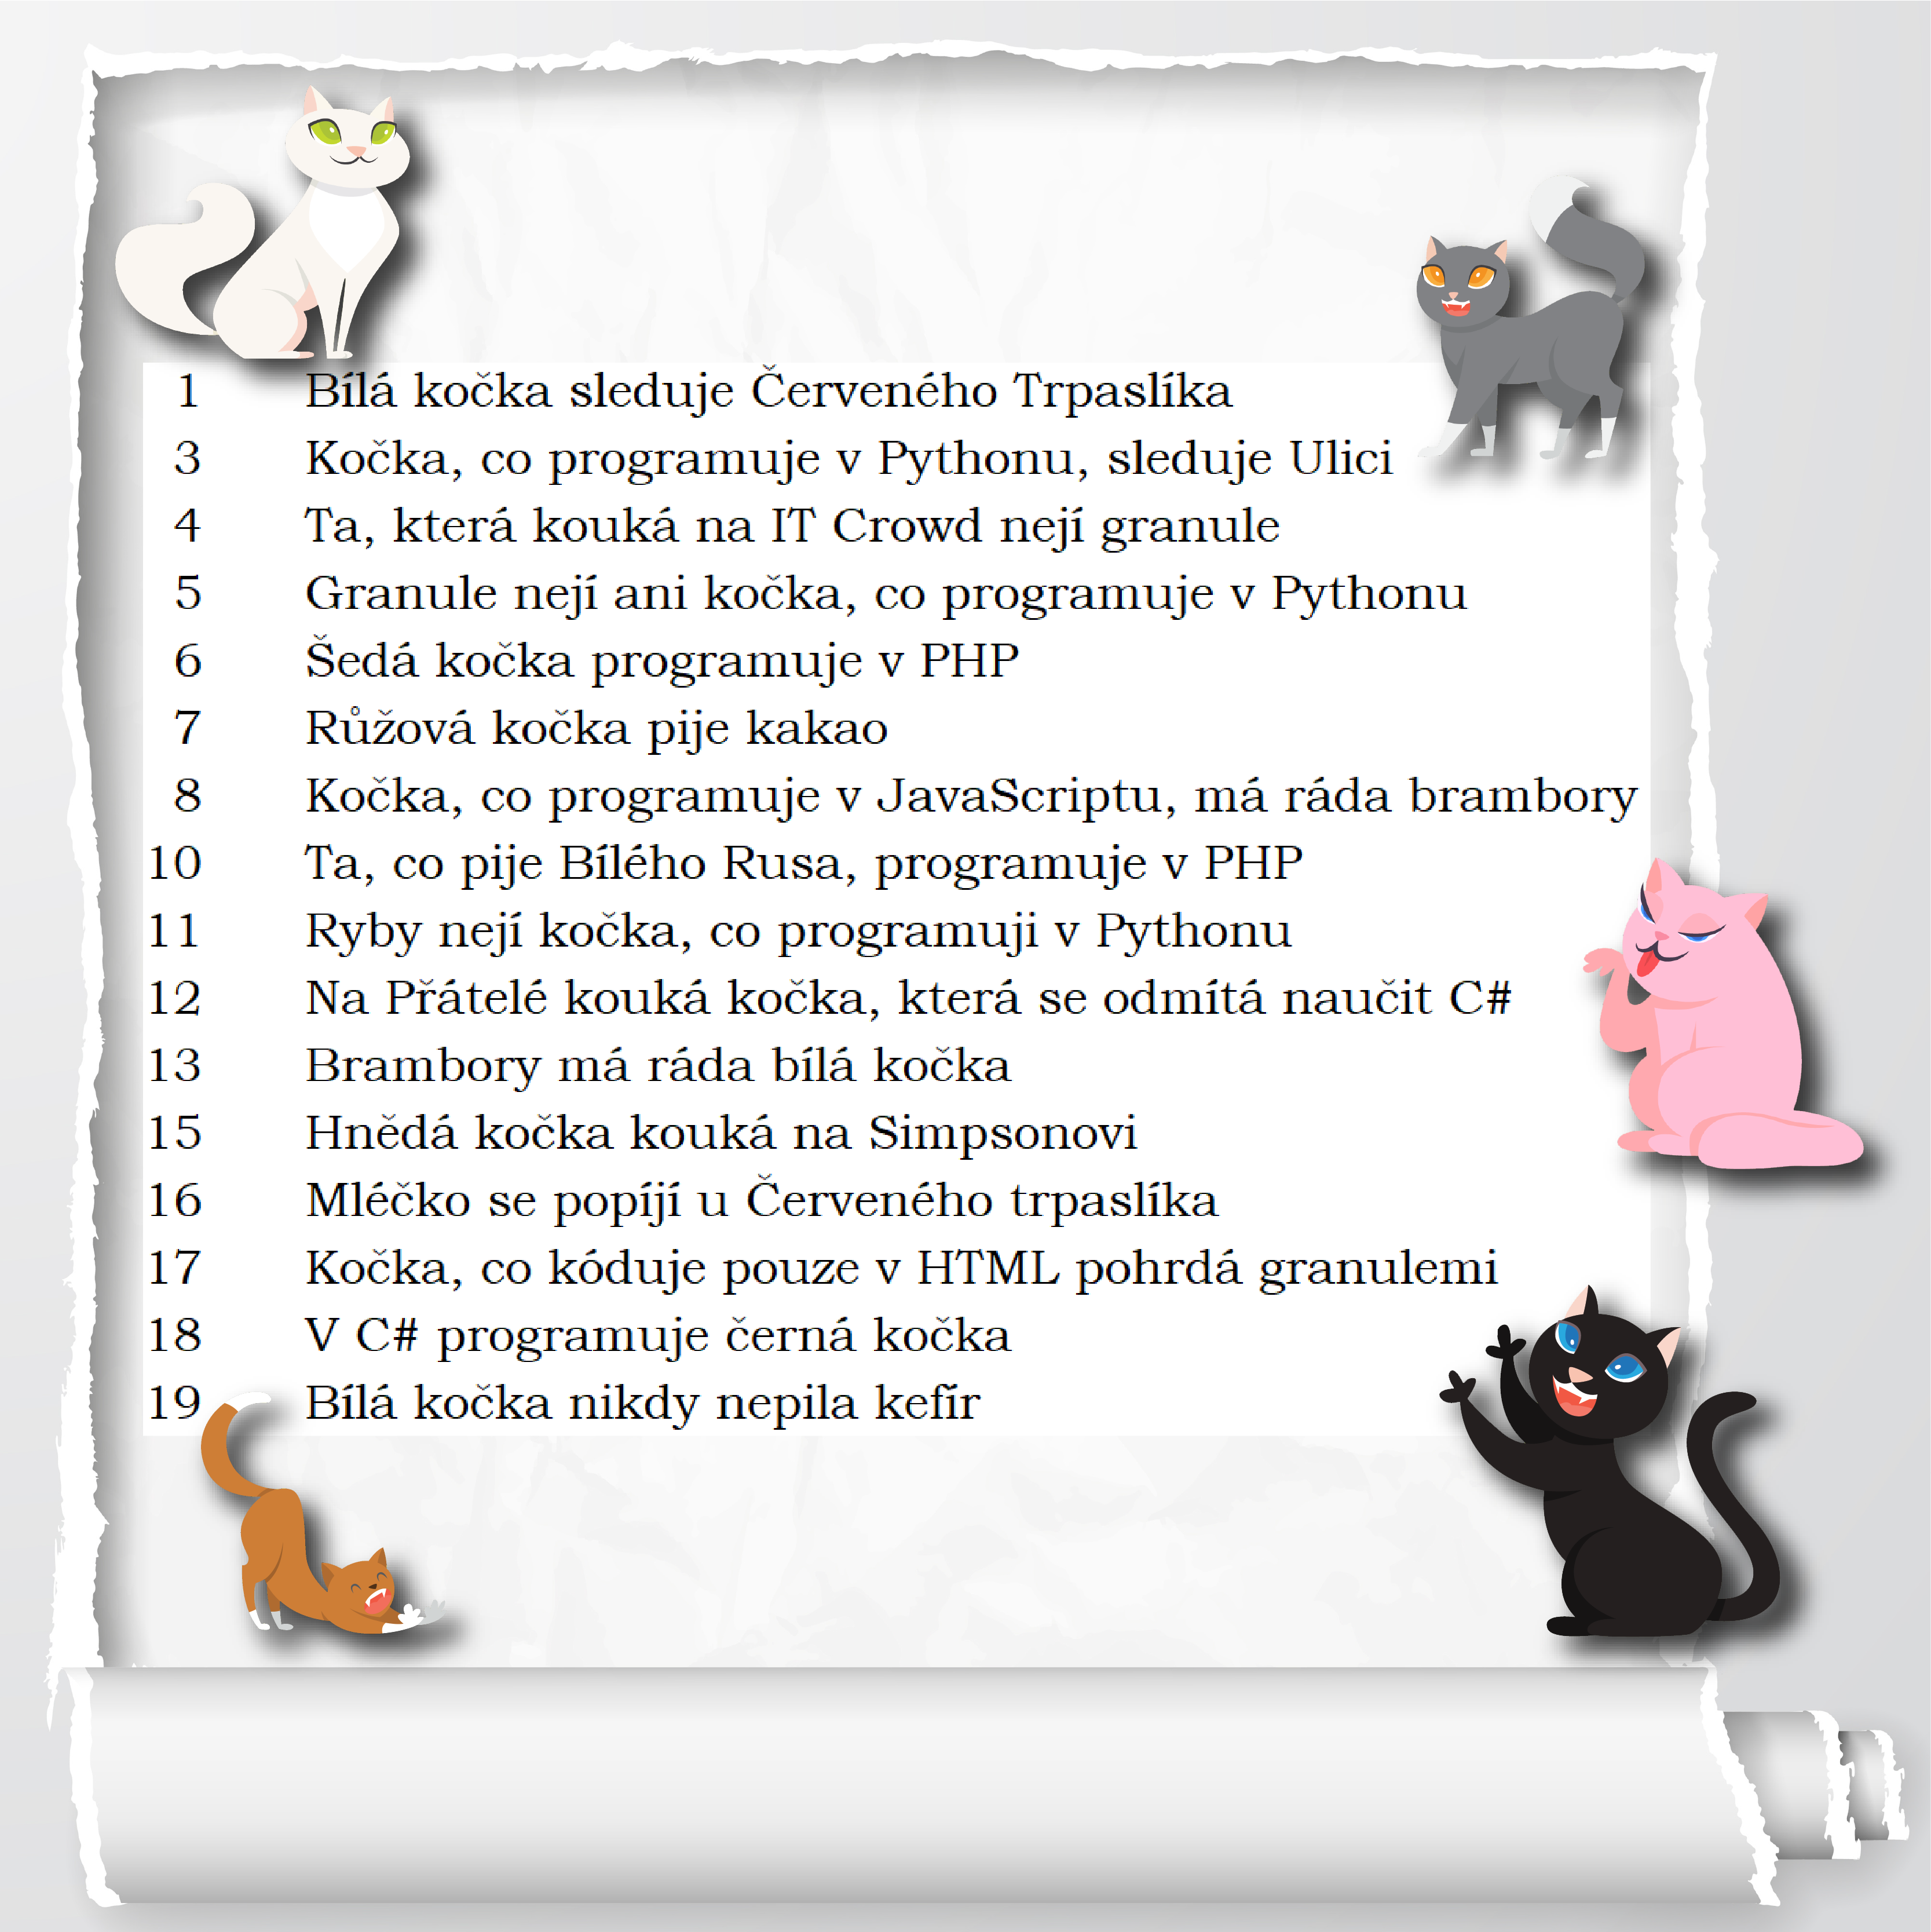 1 Bílá kočka sleduje Červeného Trpaslíka
3 Kočka, co programuje v Pythonu, sleduje Ulici
4 Ta, která kouká na IT Crowd nejí granule
5 Granule nejí ani kočka, co programuje v Pythonu
6 Šedá kočka programuje v PHP
7 Růžová kočka pije kakao
8 Kočka, co programuje v JavaScriptu, má ráda brambory
10 Ta, co pije Bílého Rusa, programuje v PHP
11 Ryby nejí kočka, co programuji v Pythonu
12 Na Přátelé kouká kočka, která se odmítá naučit C#
13 Brambory má ráda bílá kočka
15 Hnědá kočka kouká na Simpsonovi
16 Mléčko se popíjí u Červeného trpaslíka
17 Kočka, co kóduje pouze v HTML pohrdá granulemi
18 V C# programuje černá kočka
19 Bílá kočka nikdy nepila kefír